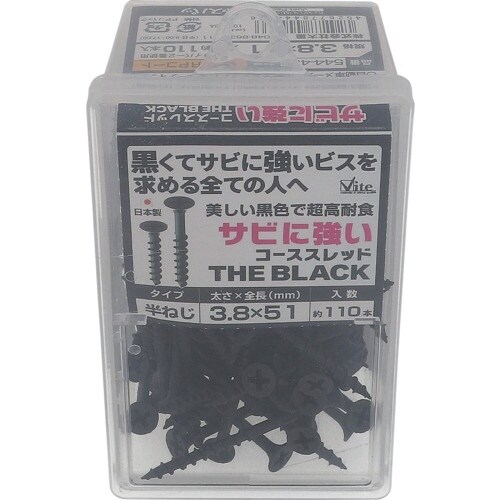 サビに強い
コーススレッド
THE BLACK
黒くてサビに強いビスを
求める全ての人へ
Vite
日本製
美しい黒色で超高耐食
サビに強い
コーススレッド
THE BLACK
タイプ 太さ×全長(mm) 入数
半ねじ 3.8×51 約110本